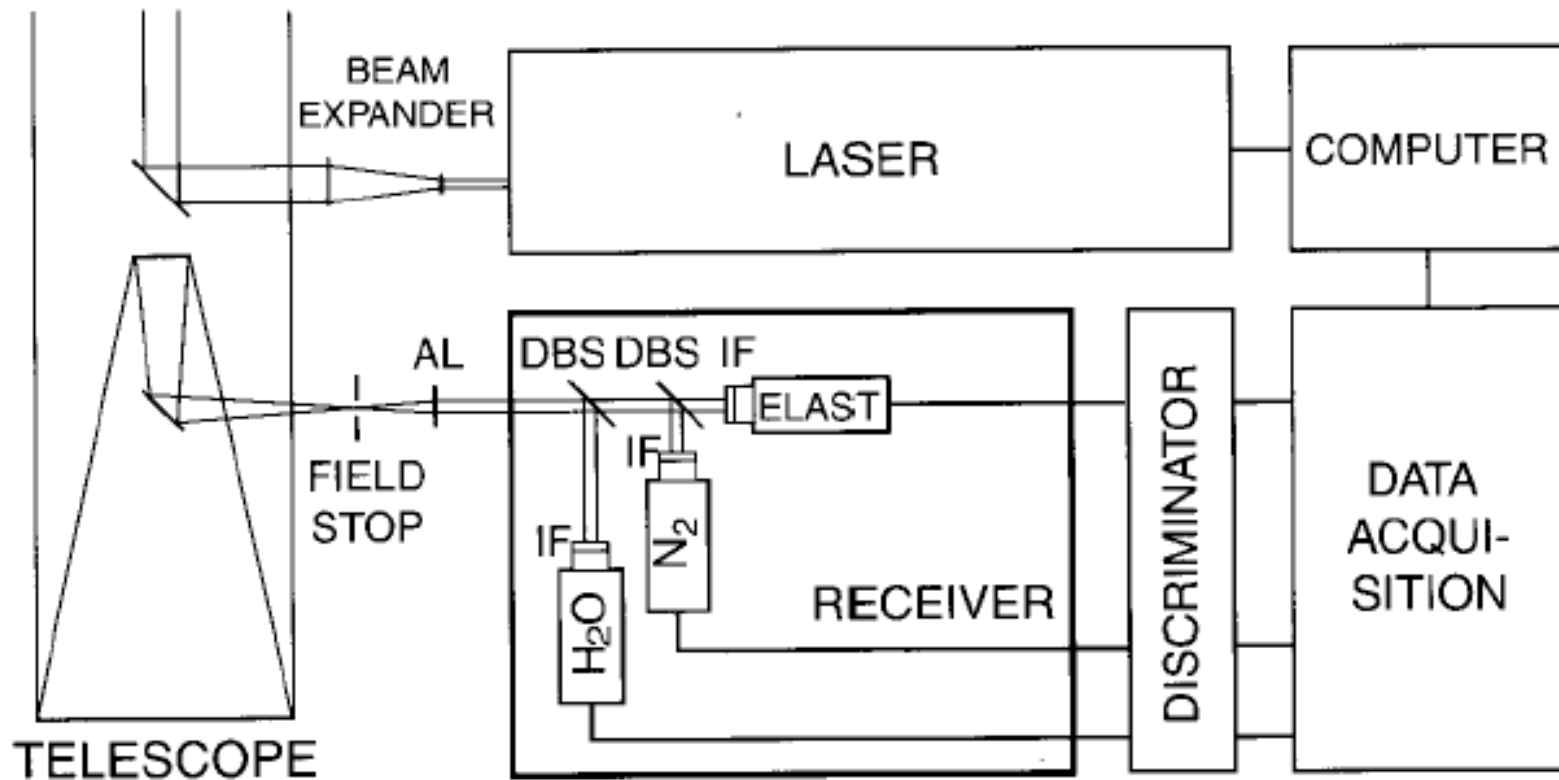 BEAM
EXPANDER
LASER
COMPUTER
AL
DBS
DBS
IF
ELAST
FIELD
STOP
IF
N₂
IF
H₂O
RECEIVER
DISCRIMINATOR
DATA
ACQUI-
SITION
TELESCOPE